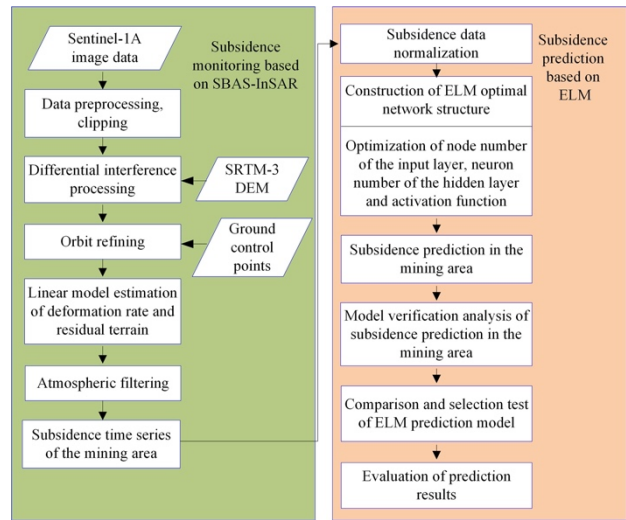 Sentinel-1A
image data
Subsidence
monitoring based
on SBAS-InSAR
Data preprocessing,
clipping
Differential interference
processing
SRTM-3
DEM
Orbit refining
Ground
control
points
Linear model estimation
of deformation rate and
residual terrain
Atmospheric filtering
Subsidence time series
of the mining area
Subsidence data
normalization
Subsidence
prediction
based on
ELM
Construction of ELM optimal
network structure
Optimization of node number
of the input layer, neuron
number of the hidden layer
and activation function
Subsidence prediction in the
mining area
Model verification analysis of
subsidence prediction in the
mining area
Comparison and selection test
of ELM prediction model
Evaluation of prediction
results